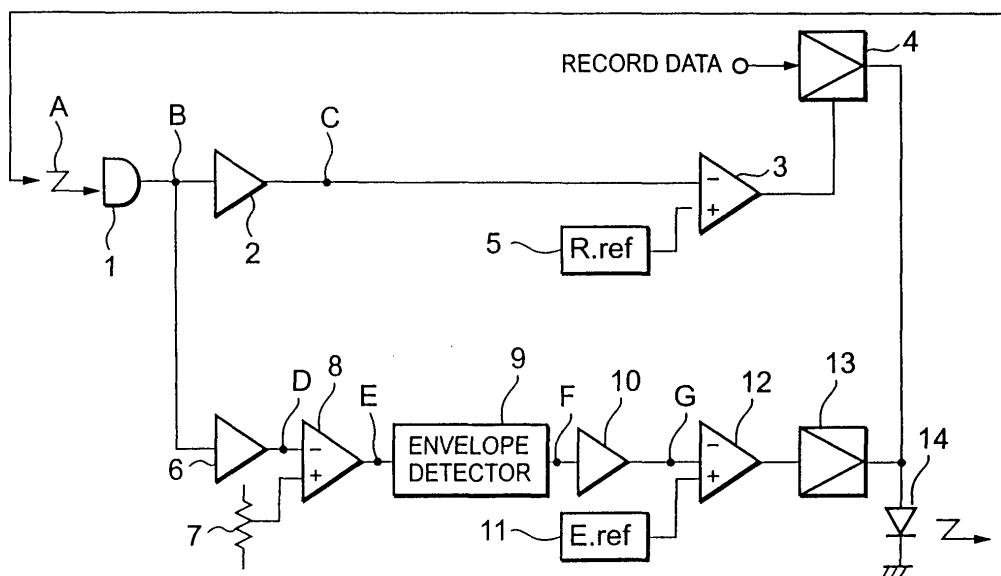 4
RECORD DATA
A
B
C
3
−
+
1
2
5
R.ref
8
9
10
12
13
D
E
F
G
14
6
−
+
ENVELOPE
DETECTOR
−
+
7
11
E.ref